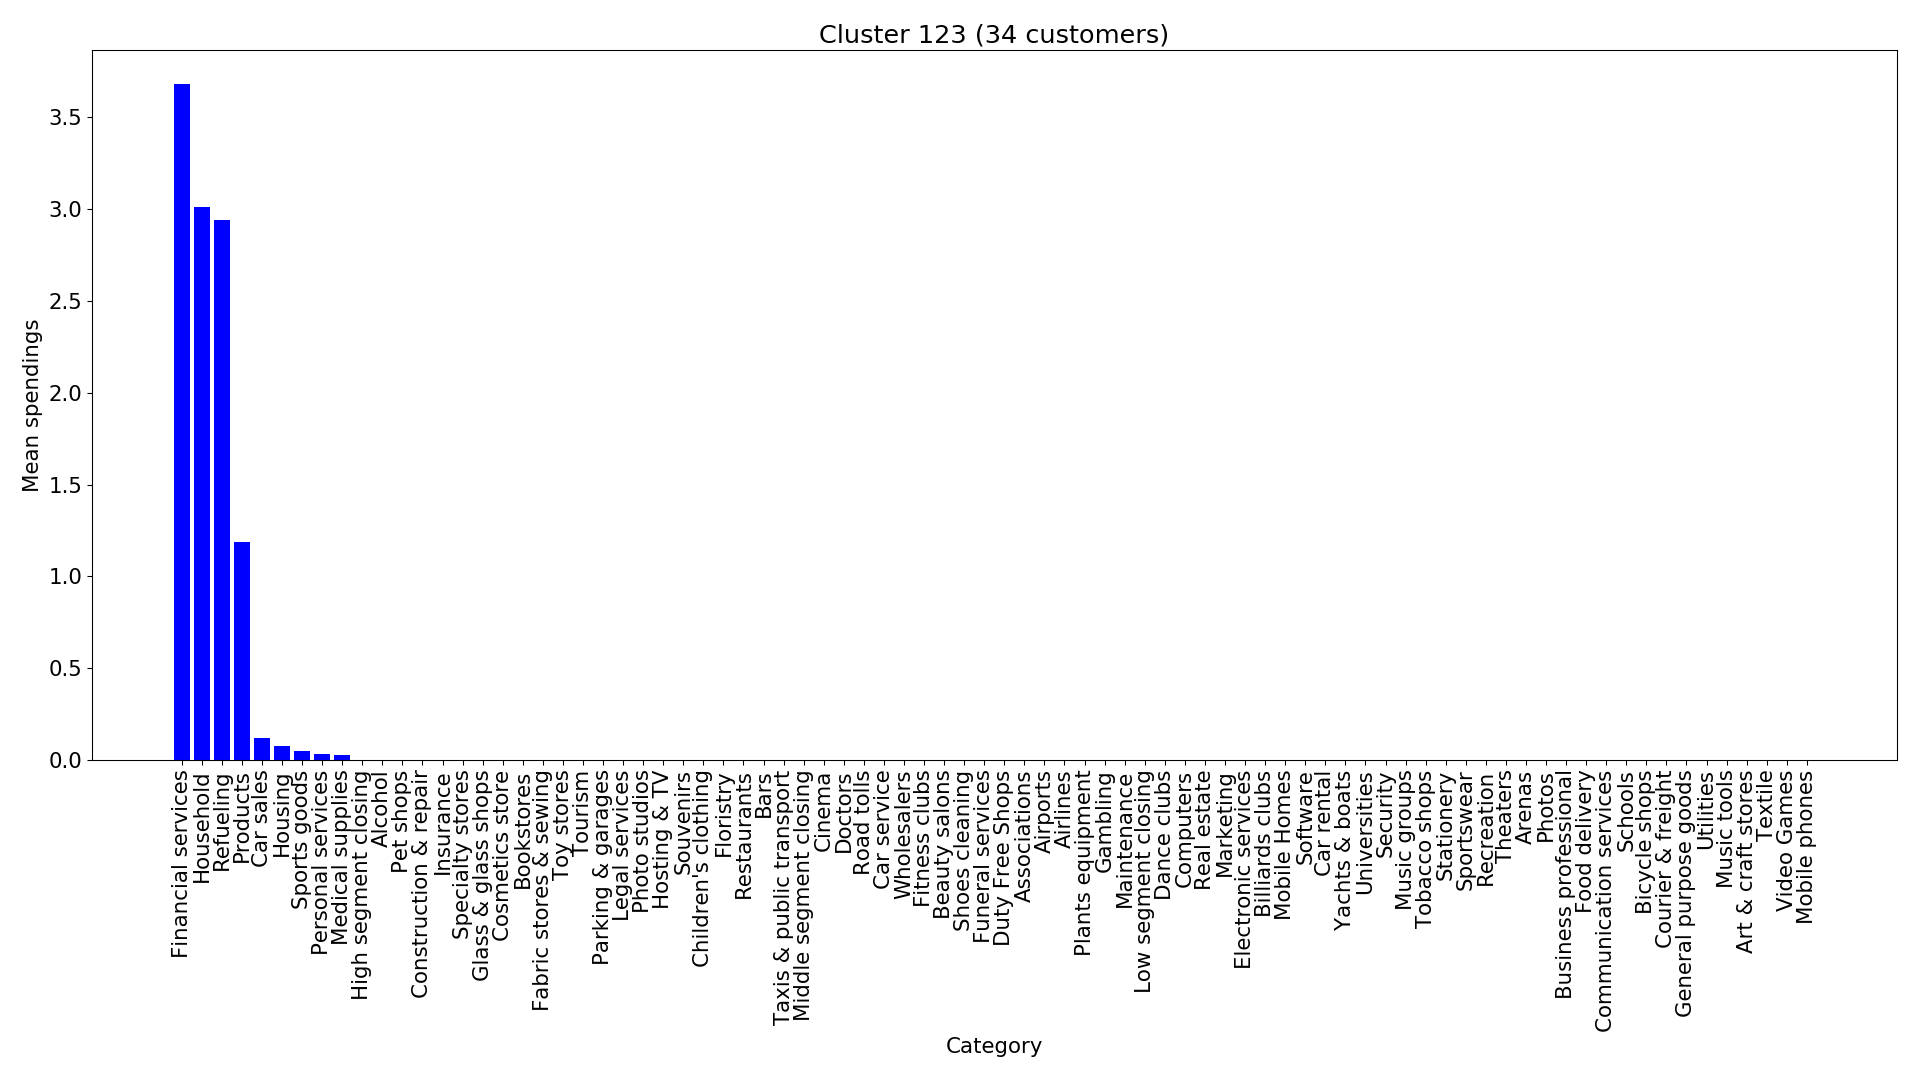 Cluster 123 (34 customers)
Mean spendings
3.5
3.0
2.5
2.0
1.5
1.0
0.5
0.0
Financial services
Household
Refueling
Products
Car sales
Housing
Sports goods
Personal services
Medical supplies
High segment closing
Alcohol
Pet shops
Construction & repair
Insurance
Specialty stores
Glass & glass shops
Cosmetics store
Bookstores
Fabric stores & sewing
Toy stores
Tourism
Parking & garages
Legal services
Photo studios
Hosting & TV
Souvenirs
Children's clothing
Floristry
Restaurants
Bars
Taxis & public transport
Middle segment closing
Cinema
Doctors
Road tolls
Car service
Wholesalers
Fitness clubs
Beauty salons
Shoes cleaning
Funeral services
Duty Free Shops
Associations
Airports
Airlines
Plants equipment
Gambling
Maintenance
Low segment closing
Dance clubs
Computers
Real estate
Marketing
Electronic services
Billiards clubs
Mobile Homes
Software
Car rental
Yachts & boats
Universities
Security
Music groups
Tobacco shops
Stationery
Sportswear
Recreation
Theaters
Arenas
Photos
Business professional
Food delivery
Communication services
Schools
Bicycle shops
Courier & freight
General purpose goods
Utilities
Music tools
Art & craft stores
Textile
Video Games
Mobile phones
Category